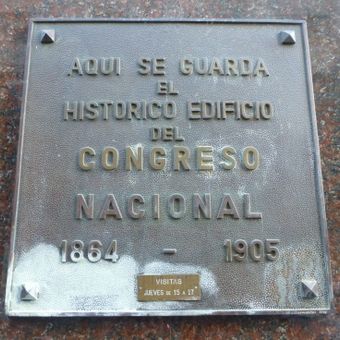 AQUI SE GUARDA
EL
HISTORICO EDIFICIO
DEL
CONGRESO
NACIONAL
1864 - 1905
VISITAS
JUEVES DE 15 A 17